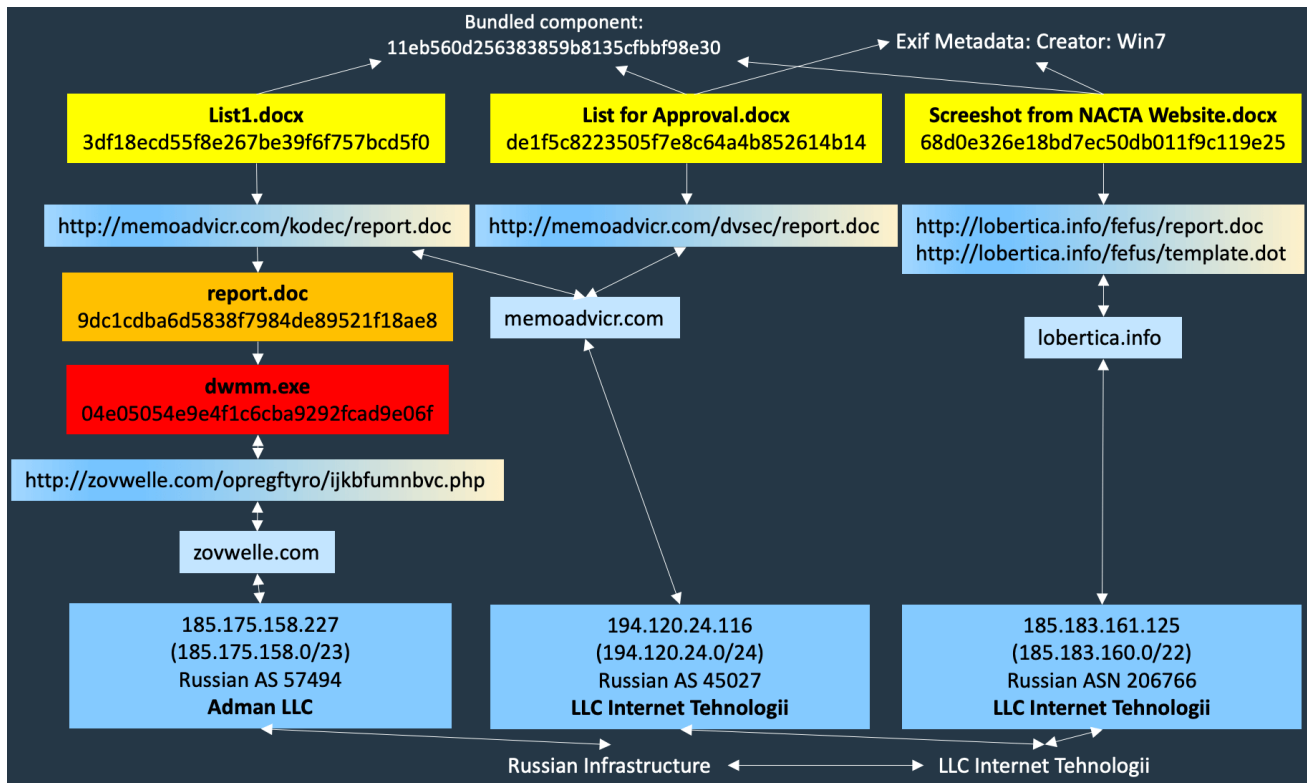 Bundled component:
11eb560d256383859b8135cfbbf98e30
Exif Metadata: Creator: Win7
List1.docx
3df18ecd55f8e267be39f6f757bcd5f0
List for Approval.docx
de1f5c8223505f7e8c64a4b852614b14
Screeshot from NACTA Website.docx
68d0e326e18bd7ec50db011f9c119e25
http://memoadvicr.com/kodec/report.doc
http://memoadvicr.com/dvsec/report.doc
http://lobertica.info/fefus/report.doc
http://lobertica.info/fefus/template.dot
report.doc
9dc1cdba6d5838f7984de89521f18ae8
memoadvicr.com
lobertica.info
dwmm.exe
04e05054e9e4f1c6cba9292fcad9e06f
http://zovwelle.com/opregftyro/ijkbfumnbvc.php
zovwelle.com
185.175.158.227
(185.175.158.0/23)
Russian AS 57494
Adman LLC
194.120.24.116
(194.120.24.0/24)
Russian AS 45027
LLC Internet Tehnologii
185.183.161.125
(185.183.160.0/22)
Russian ASN 206766
LLC Internet Tehnologii
Russian Infrastructure
LLC Internet Tehnologii